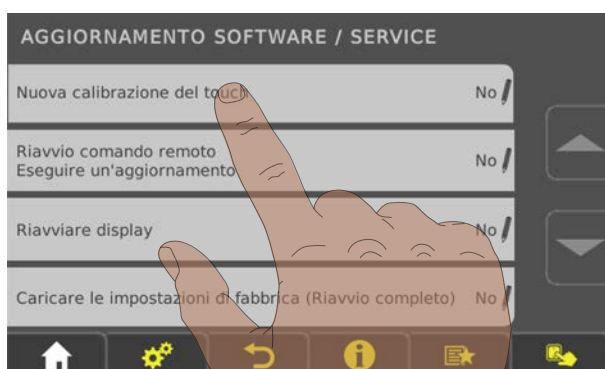 AGGIORNAMENTO SOFTWARE / SERVICE
Nuova calibrazione del touch No
Riavvio comando remoto
Eseguire un'aggiornamento No
Riavviare display No
Caricare le impostazioni di fabbrica (Riavvio completo) No